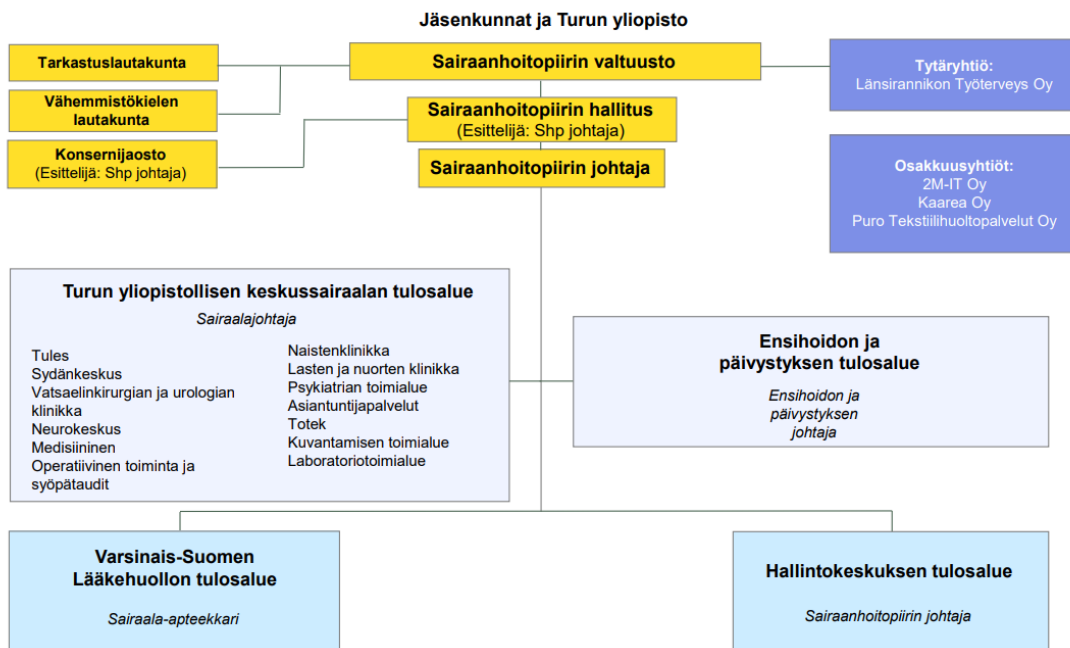 Jäsenkunnat ja Turun yliopisto
Tarkastuslautakunta
Sairaanhoitopiirin valtuusto
Tytäryhtiö:
Länsirannikon Työterveys Oy
Vähemmistökielen
lautakunta
Sairaanhoitopiirin hallitus
(Esittelijä: Shp johtaja)
Konsernijaosto
(Esittelijä: Shp johtaja)
Sairaanhoitopiirin johtaja
Osakkuusyhtiöt:
2M-IT Oy
Kaarea Oy
Puro Tekstiilihuoltopalvelut Oy
Turun yliopistollisen keskussairaalan tulosalue
Sairaalajohtaja
Tules
Sydänkeskus
Vatsaelinkirurgian ja urologian
klinikka
Neurokeskus
Medisiininen
Operatiivinen toiminta ja
syöpätaudit
Naistenklinikka
Lasten ja nuorten klinikka
Psykiatrian toimialue
Asiantuntijapalvelut
Totek
Kuvantamisen toimialue
Laboratoriotoimialue
Ensihoidon ja
päivystyksen tulosalue
Ensihoidon ja
päivystyksen
johtaja
Varsinais-Suomen
Lääkehuollon tulosalue
Sairaala-apteekkari
Hallintokeskuksen tulosalue
Sairaanhoitopiirin johtaja